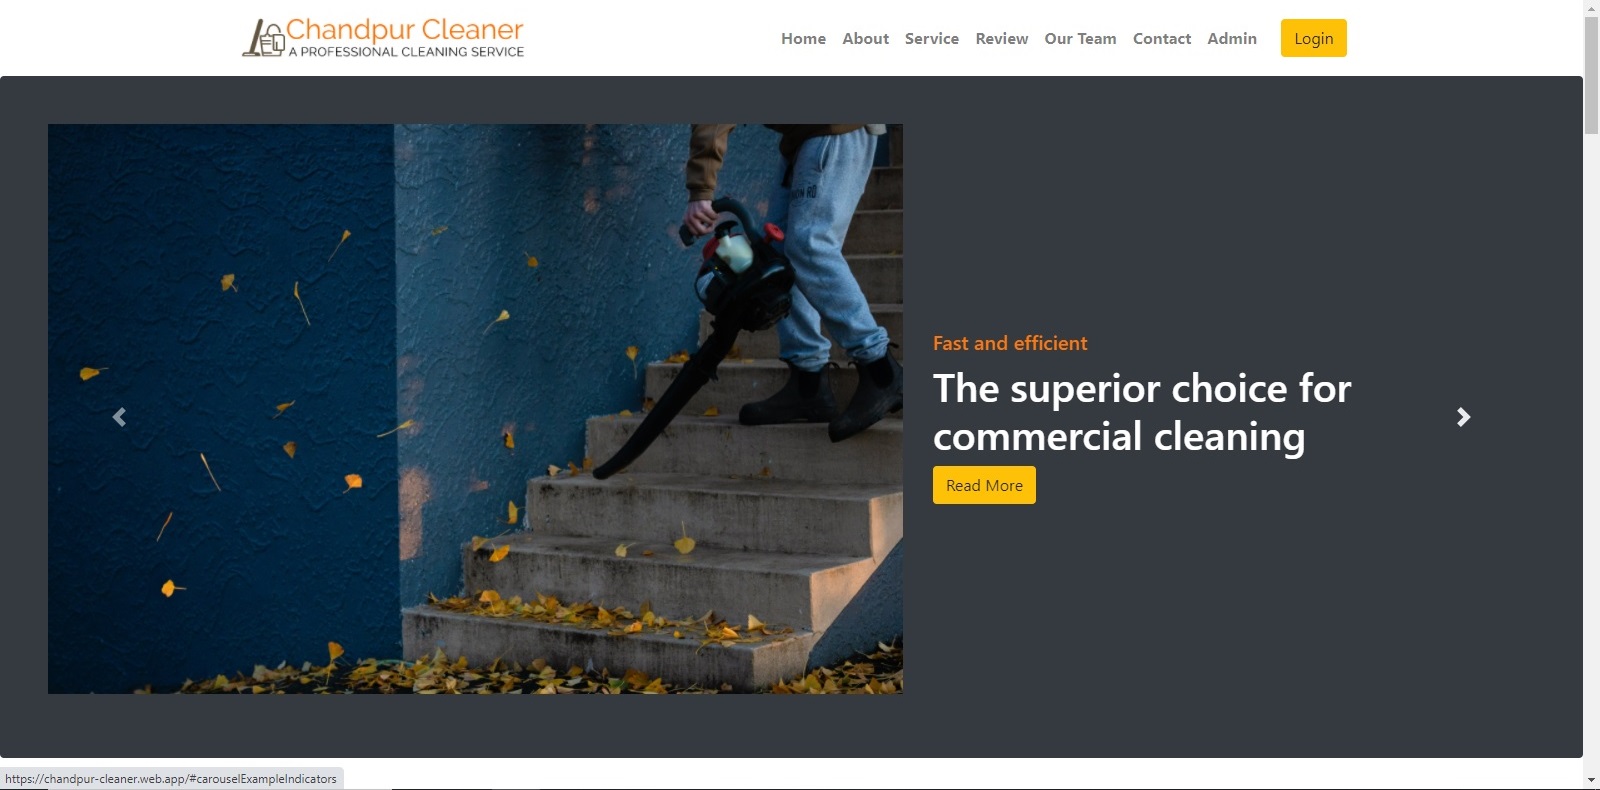 Chandpur Cleaner
A PROFESSIONAL CLEANING SERVICE
Home About Service Review Our Team Contact Admin Login
Fast and efficient
The superior choice for
commercial cleaning
Read More
https://chandpur-cleaner.web.app/#carouselExampleIndicators